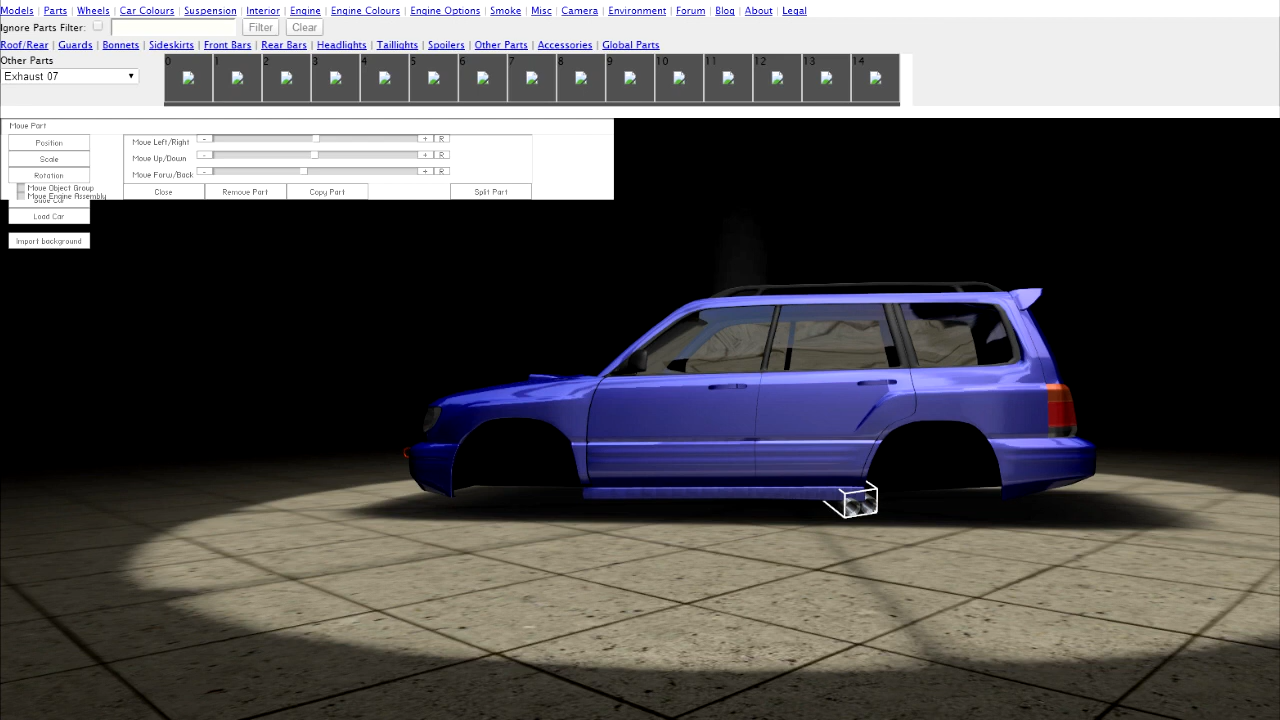 Models | Parts | Wheels | Car Colours | Suspension | Interior | Engine | Engine Colours | Engine Options | Smoke | Misc | Camera | Environment | Forum | Blog | About | Legal
Ignore Parts Filter: Filter Clear
Roof/Rear | Guards | Bonnets | Sideskirts | Front Bars | Rear Bars | Headlights | Taillights | Spoilers | Other Parts | Accessories | Global Parts
Other Parts
0 1 2 3 4 5 6 7 8 9 10 11 12 13 14
Exhaust 07
Move Part
Position
Move Left/Right - + R
Scale
Move Up/Down - + R
Rotation
Move Forw/Back - + R
Move Object Group
Close Remove Part Copy Part Split Part
Move Engine Assembly
Save Car
Load Car
Import background